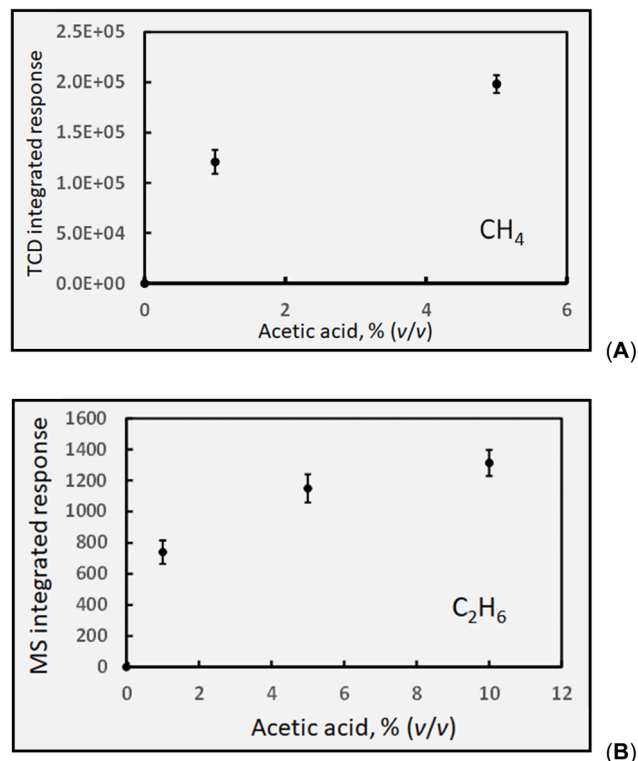 2.5E+05
2.0E+05
1.5E+05
1.0E+05
5.0E+04
0.0E+00
TCD integrated response
CH4
0 2 4 6
Acetic acid, % (v/v)
(A)
1600
1400
1200
1000
800
600
400
200
0
MS integrated response
C2H6
0 2 4 6 8 10 12
Acetic acid, % (v/v)
(B)